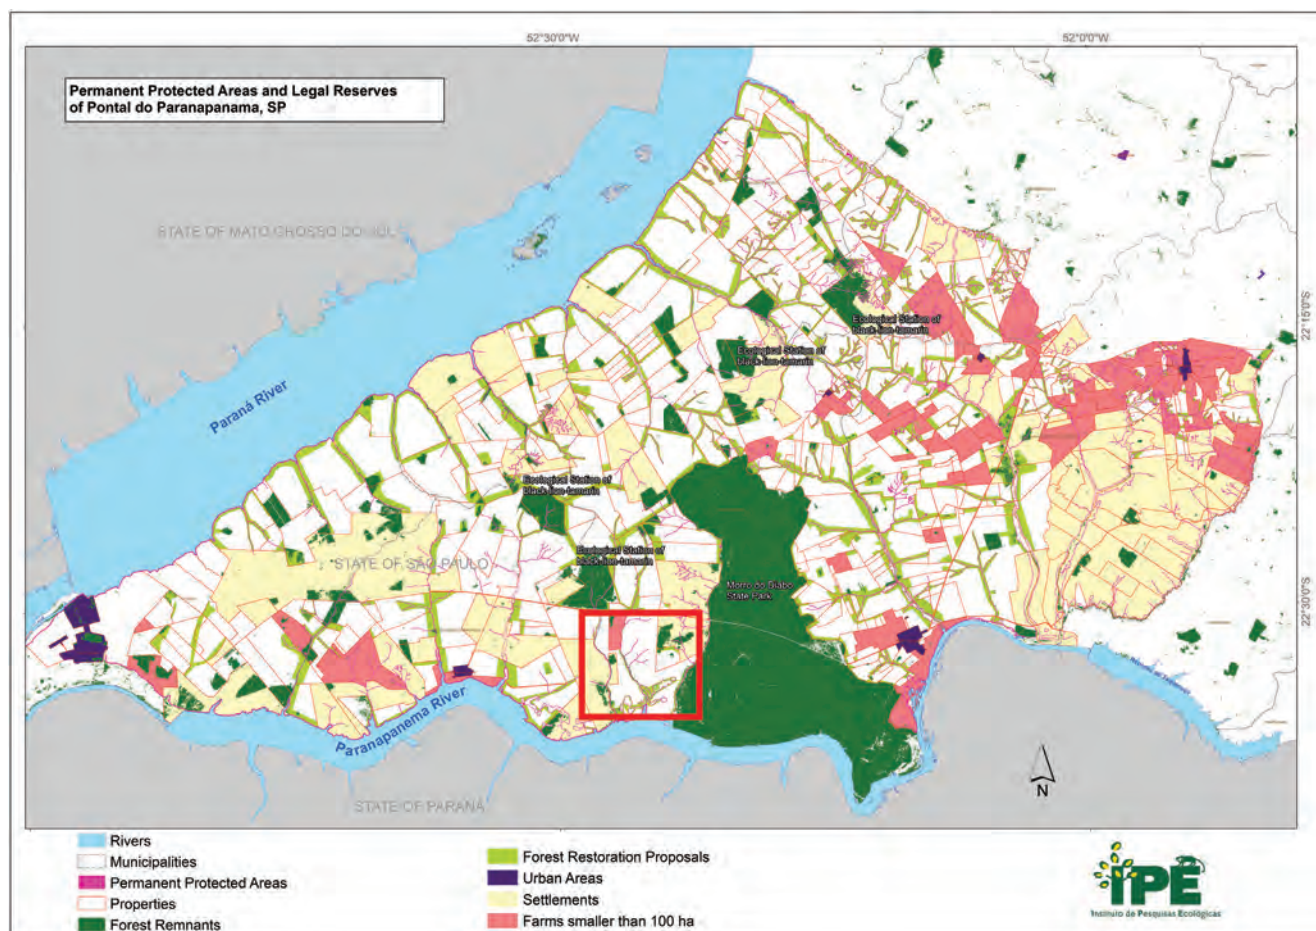 52°30'0"W
52°0'0"W
Permanent Protected Areas and Legal Reserves
of Pontal do Paranapanama, SP
STATE OF MATO GROSSO DO SUL
22°15'0"S
Ecological Station of
black-lion-tamarin
Ecological Station of
black-lion-tamarin
Paraná River
Ecological Station of
black-lion-tamarin
Ecological Station of
black-lion-tamarin
STATE OF SÃO PAULO
Morro do Diabo
State Park
22°30'0"S
Paranapanema River
STATE OF PARANÁ
N
Rivers
Municipalities
Permanent Protected Areas
Properties
Forest Remnants
Forest Restoration Proposals
Urban Areas
Settlements
Farms smaller than 100 ha
IPÊ
Instituto de Pesquisas Ecológicas